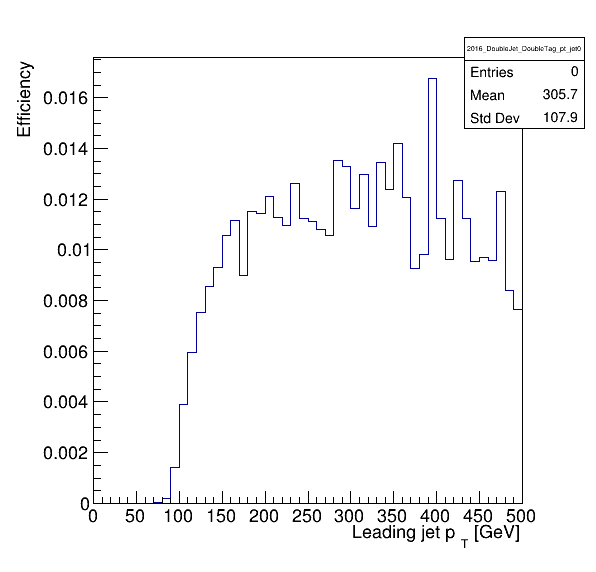 2016_DoubleJet_DoubleTag_pt_jet0
Entries 0
Mean 305.7
Std Dev 107.9
Efficiency
0.016
0.014
0.012
0.01
0.008
0.006
0.004
0.002
0
0 50 100 150 200 250 300 350 400 450 500
Leading jet p T [GeV]